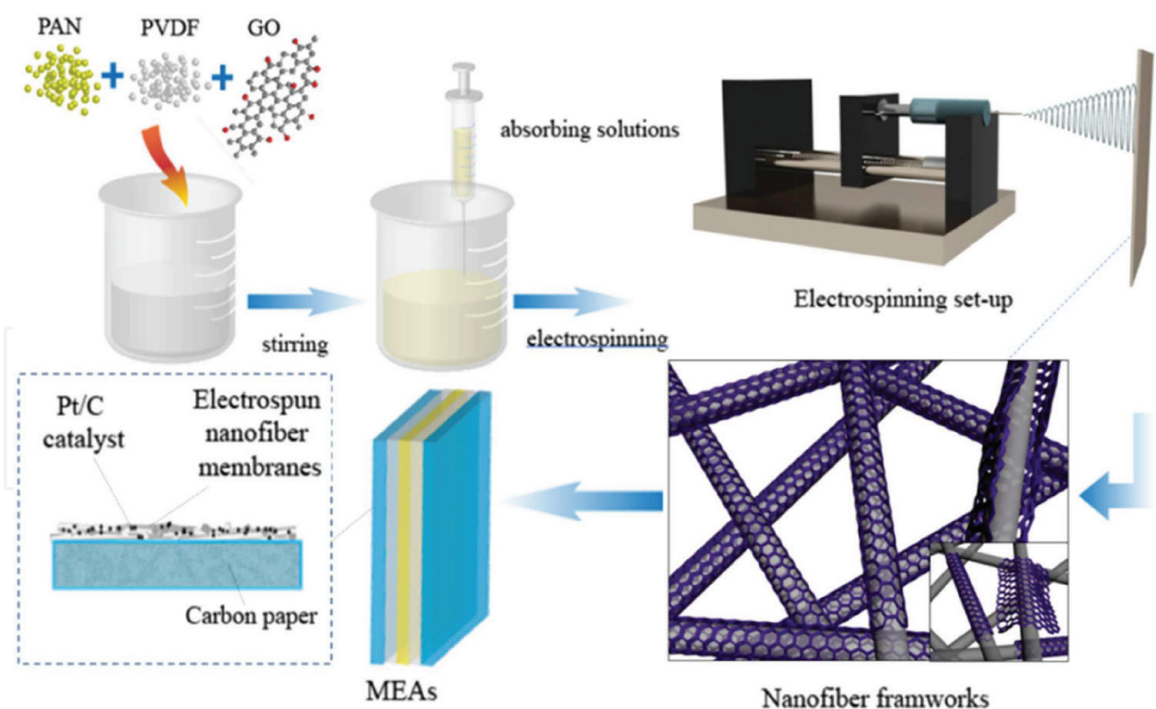 PAN
PVDF
GO
absorbing solutions
Electrospinning set-up
stirring
electrospinning
Pt/C
catalyst
Electrospun
nanofiber
membranes
Carbon paper
MEAs
Nanofiber framworks